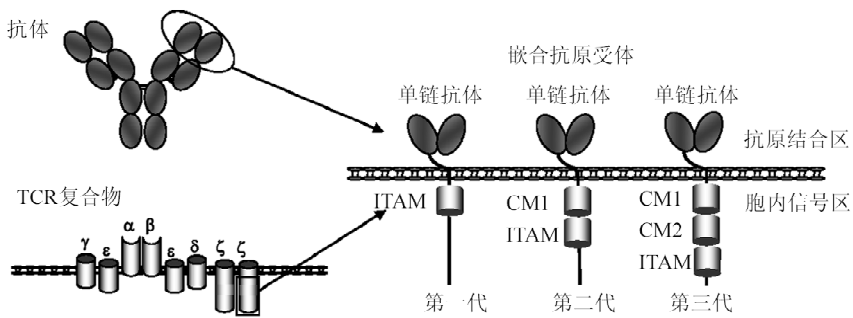 抗体
嵌合抗原受体
单链抗体 单链抗体 单链抗体
抗原结合区
ITAM CM1 CM1 胞内信号区
ITAM CM2
ITAM
第一代 第二代 第三代
TCR复合物
γ ε α β ε δ ζ ζ